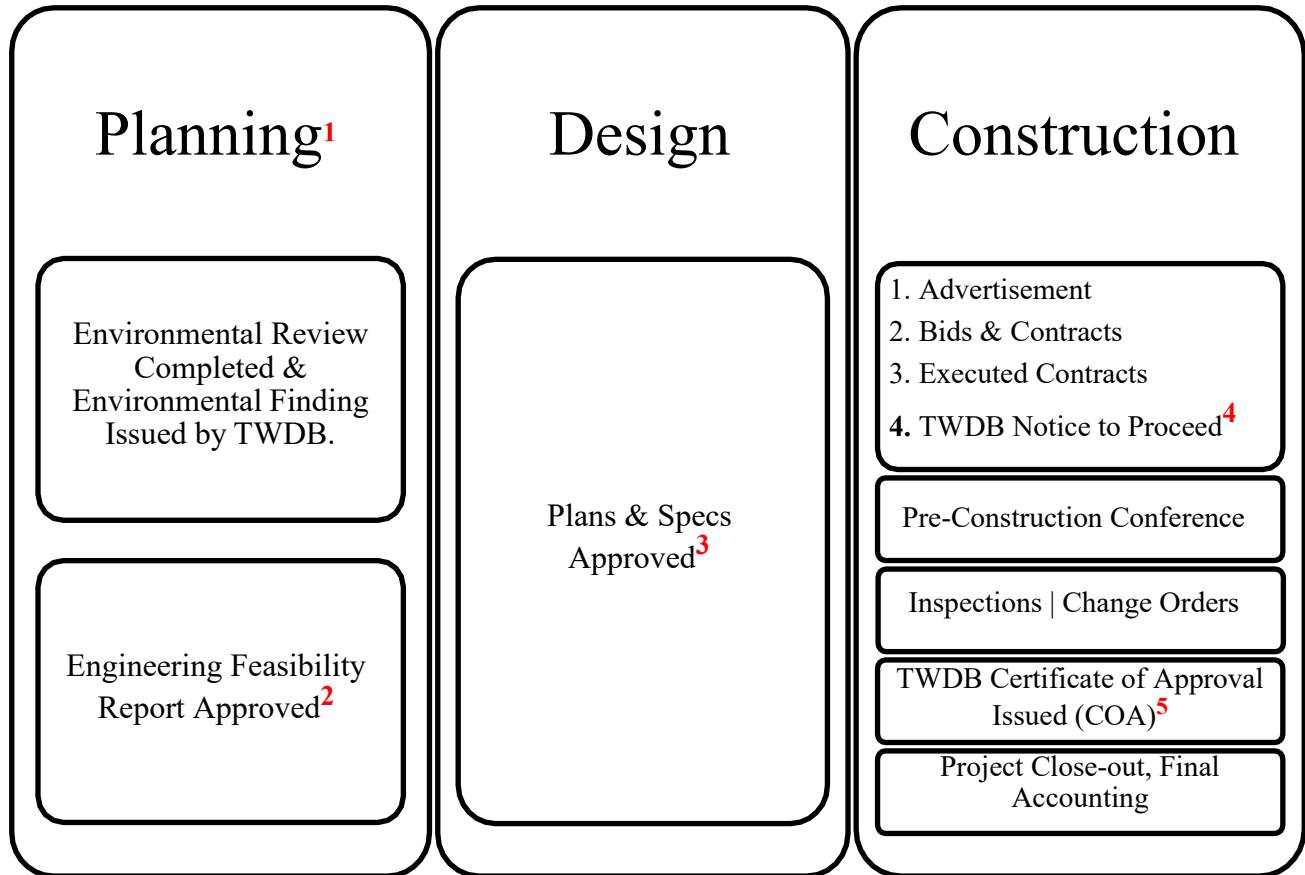 Planning1
Environmental Review
Completed &
Environmental Finding
Issued by TWDB.
Engineering Feasibility
Report Approved2
Design
Plans & Specs
Approved3
Construction
1. Advertisement
2. Bids & Contracts
3. Executed Contracts
4. TWDB Notice to Proceed4
Pre-Construction Conference
Inspections | Change Orders
TWDB Certificate of Approval
Issued (COA)5
Project Close-out, Final
Accounting